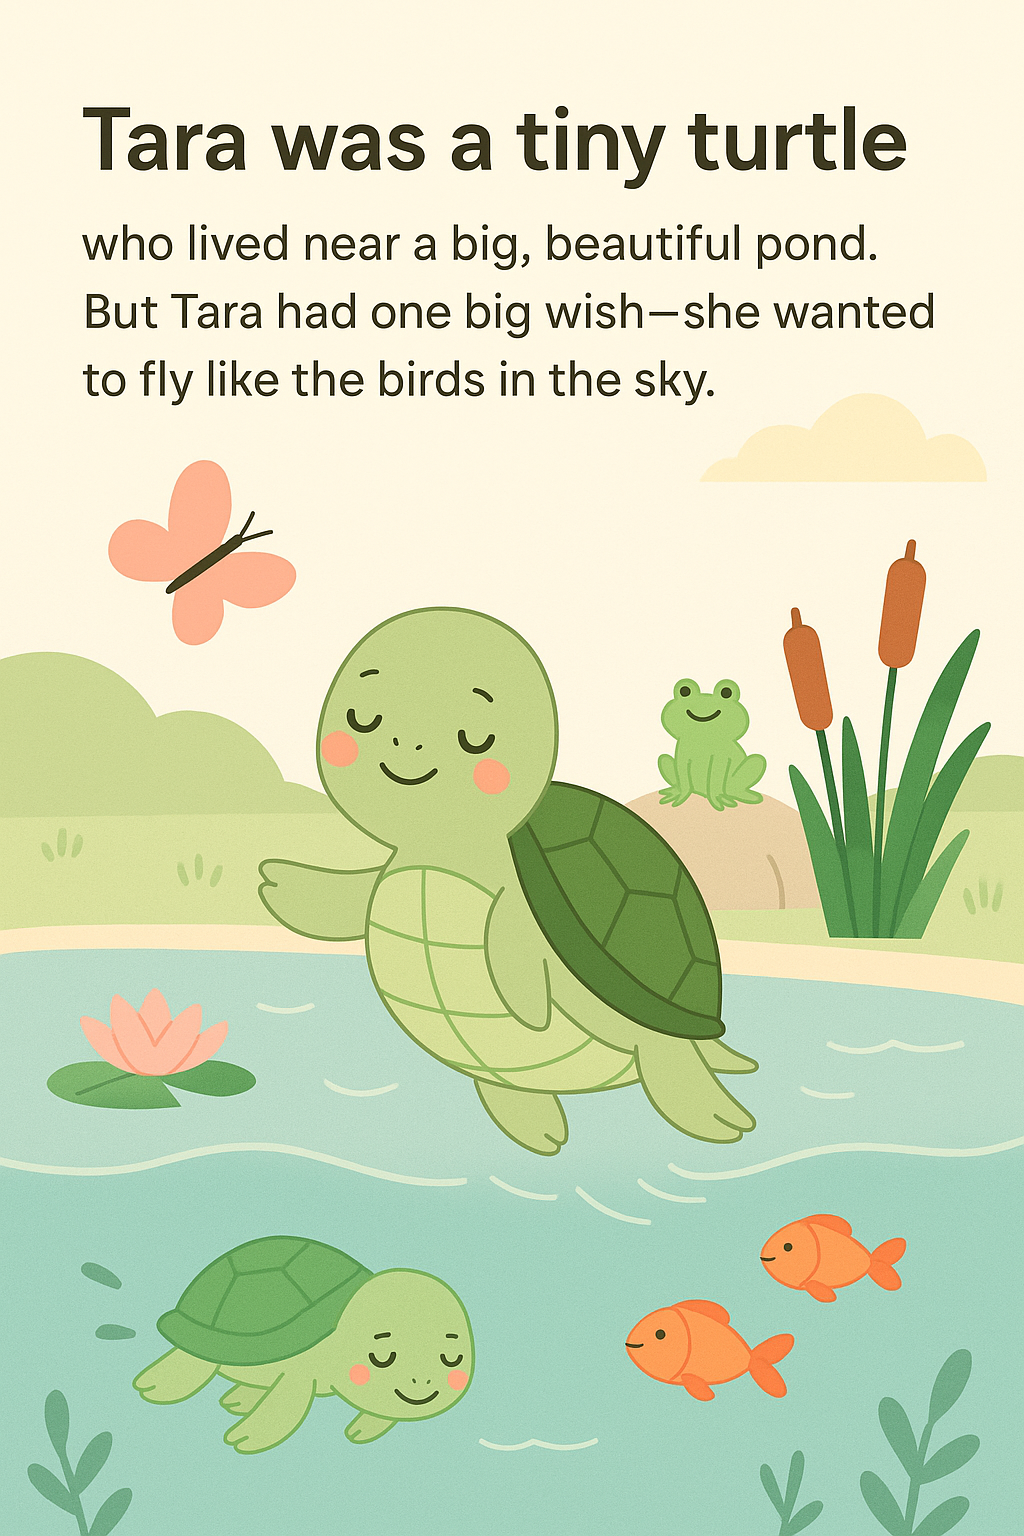 Tara was a tiny turtle
who lived near a big, beautiful pond.
But Tara had one big wish—she wanted
to fly like the birds in the sky.